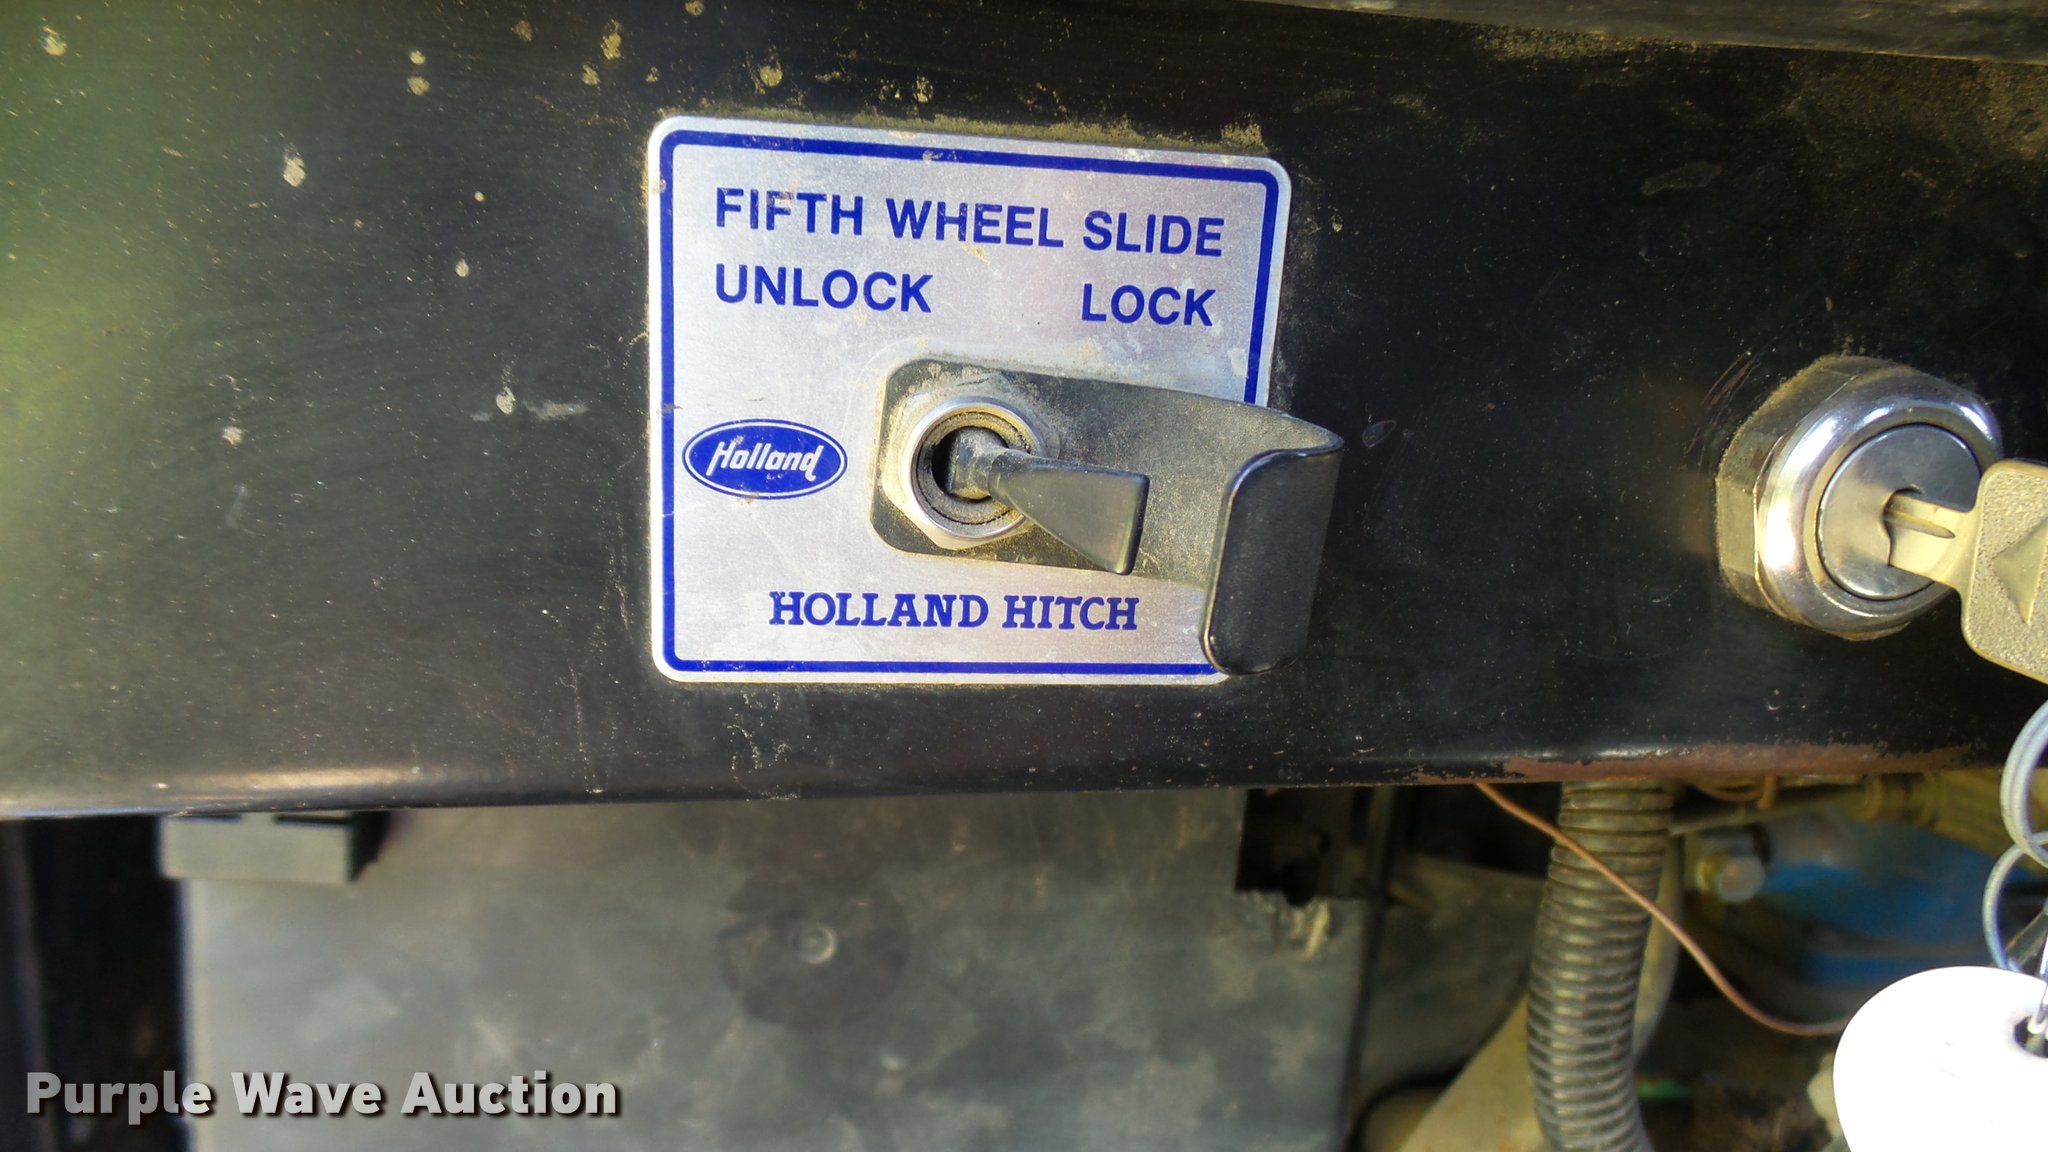 FIFTH WHEEL SLIDE
UNLOCK LOCK
Holland
HOLLAND HITCH
Purple Wave Auction